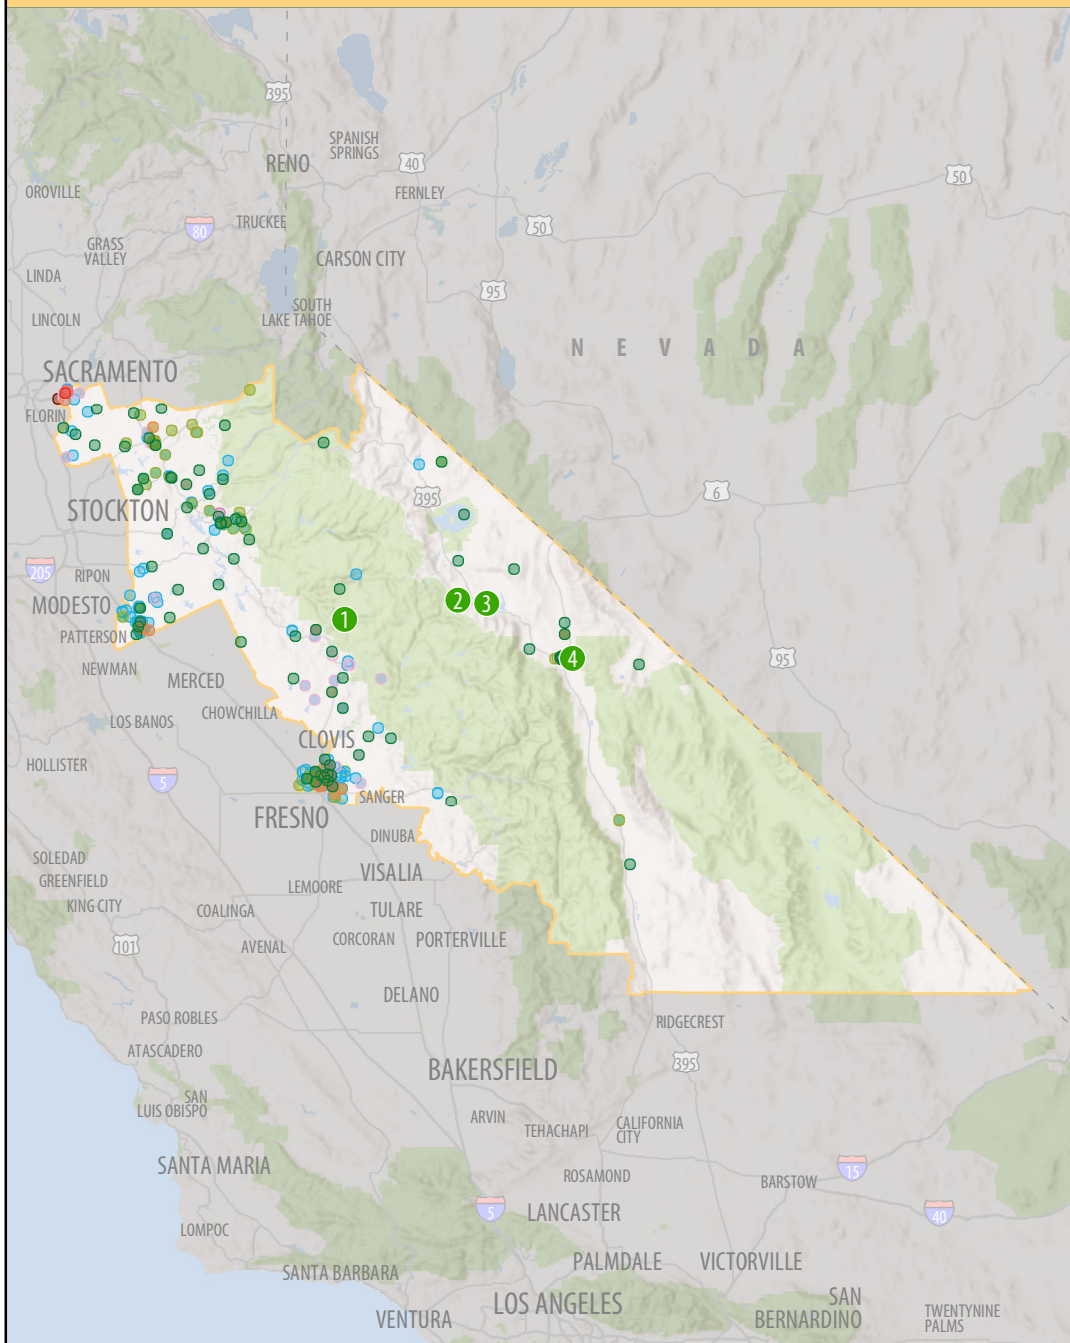 395
SPANISH
SPRINGS
RENO
40
OROVILLE
FERNLEY
50
80
TRUCKEE
50
GRASS
VALLEY
CARSON CITY
LINDA
95
SOUTH
LAKE TAHOE
LINCOLN
N E V A D A
SACRAMENTO
FLORIN
395
6
STOCKTON
205
RIPON
MODESTO
2
3
1
PATTERSON
4
95
NEWMAN
MERCED
CHOWCHILLA
LOS BANOS
CLOVIS
HOLLISTER
5
SANGER
FRESNO
DINUBA
SOLEDAD
VISALIA
GREENFIELD
LEMOORE
KING CITY
COALINGA
TULARE
101
AVENAL
CORCORAN
PORTERVILLE
DELANO
PASO ROBLES
RIDGECREST
ATASCADERO
395
BAKERSFIELD
SAN
LUIS OBISPO
ARVIN
TEHACHAPI
CALIFORNIA
CITY
SANTA MARIA
15
ROSAMOND
BARSTOW
5
LANCASTER
40
LOMPOC
PALMDALE
VICTORVILLE
SANTA BARBARA
SAN
BERNARDINO
LOS ANGELES
TWENTYNINE
PALMS
VENTURA